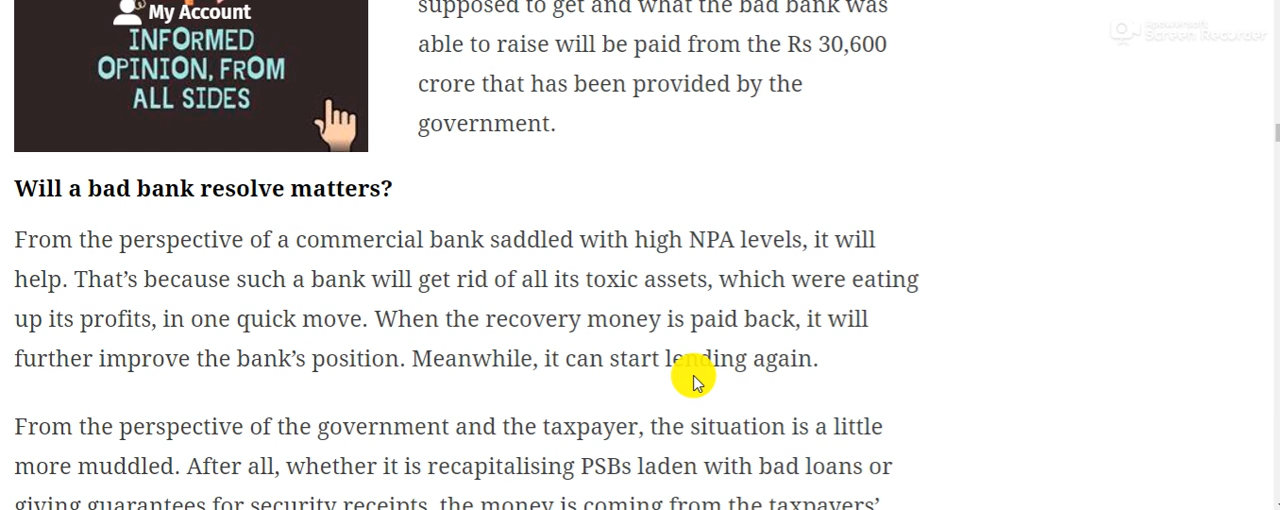 My Account
INFORMED
OPINION, FROM
ALL SIDES
supposed to get and what the bad bank was
able to raise will be paid from the Rs 30,600
crore that has been provided by the
government.
Apowersoft
Screen Recorder
Will a bad bank resolve matters?
From the perspective of a commercial bank saddled with high NPA levels, it will
help. That’s because such a bank will get rid of all its toxic assets, which were eating
up its profits, in one quick move. When the recovery money is paid back, it will
further improve the bank’s position. Meanwhile, it can start lending again.
From the perspective of the government and the taxpayer, the situation is a little
more muddled. After all, whether it is recapitalising PSBs laden with bad loans or
giving guarantees for security receipts, the money is coming from the taxpayers’